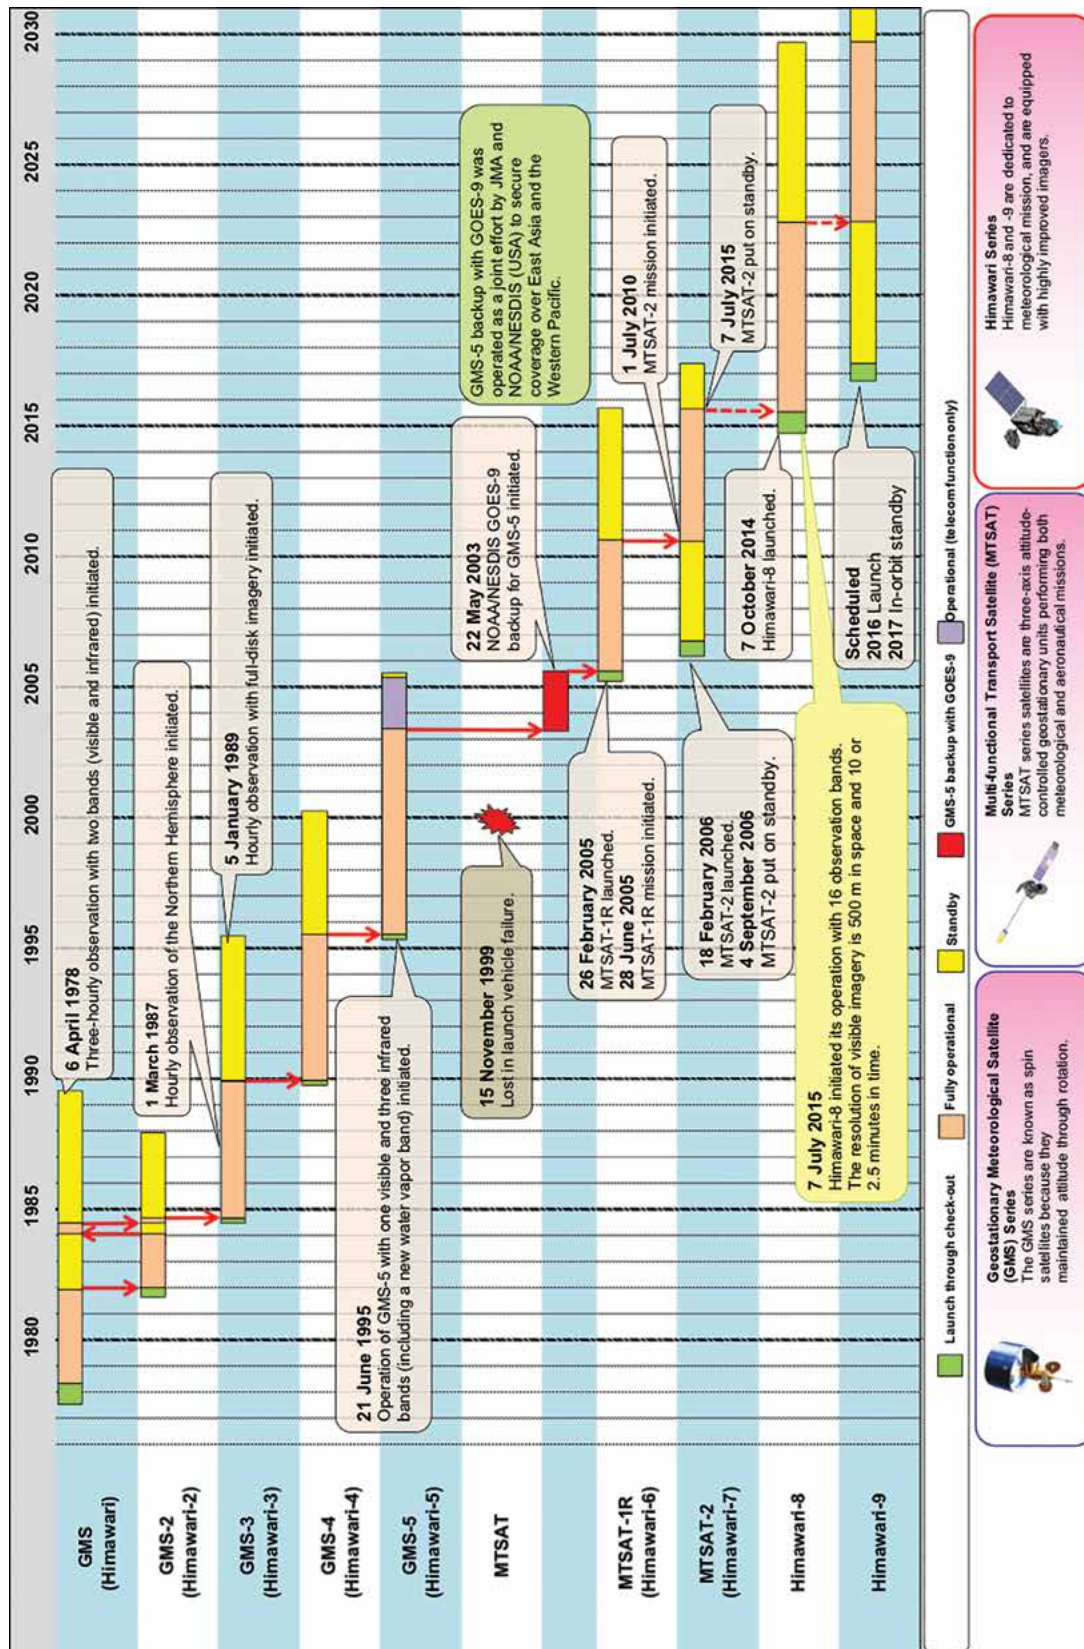 1980 1985 1990 1995 2000 2005 2010 2015 2020 2025 2030
GMS
(Himawari)
6 April 1978
Three-hourly observation with two bands (visible and infrared) initiated.
GMS-2
(Himawari-2)
1 March 1987
Hourly observation of the Northern Hemisphere initiated.
GMS-3
(Himawari-3)
5 January 1989
Hourly observation with full-disk imagery initiated.
GMS-4
(Himawari-4)
GMS-5
(Himawari-5)
21 June 1995
Operation of GMS-5 with one visible and three infrared
bands (including a new water vapor band) initiated.
MTSAT
15 November 1999
Lost in launch vehicle failure.
22 May 2003
NOAA/NESDIS GOES-9
backup for GMS-5 initiated.
GMS-5 backup with GOES-9 was
operated as a joint effort by JMA and
NOAA/NESDIS (USA) to secure
coverage over East Asia and the
Western Pacific.
MTSAT-1R
(Himawari-6)
26 February 2005
MTSAT-1R launched.
28 June 2005
MTSAT-1R mission initiated.
1 July 2010
MTSAT-2 mission initiated.
MTSAT-2
(Himawari-7)
18 February 2006
MTSAT-2 launched.
4 September 2006
MTSAT-2 put on standby.
7 July 2015
MTSAT-2 put on standby.
Himawari-8
7 October 2014
Himawari-8 launched.
7 July 2015
Himawari-8 initiated its operation with 16 observation bands.
The resolution of visible imagery is 500 m in space and 10 or
2.5 minutes in time.
Himawari-9
Scheduled
2016 Launch
2017 In-orbit standby
Launch through check-out
Fully operational
Standby
GMS-5 backup with GOES-9
Operational (telecom function only)
Geostationary Meteorological Satellite
(GMS) Series
The GMS series are known as spin
satellites because they
maintained attitude through rotation.
Multi-functional Transport Satellite (MTSAT)
Series
MTSAT series satellites are three-axis attitude-
controlled geostationary units performing both
meteorological and aeronautical missions.
Himawari Series
Himawari-8 and -9 are dedicated to
meteorological mission, and are equipped
with highly improved imagers.